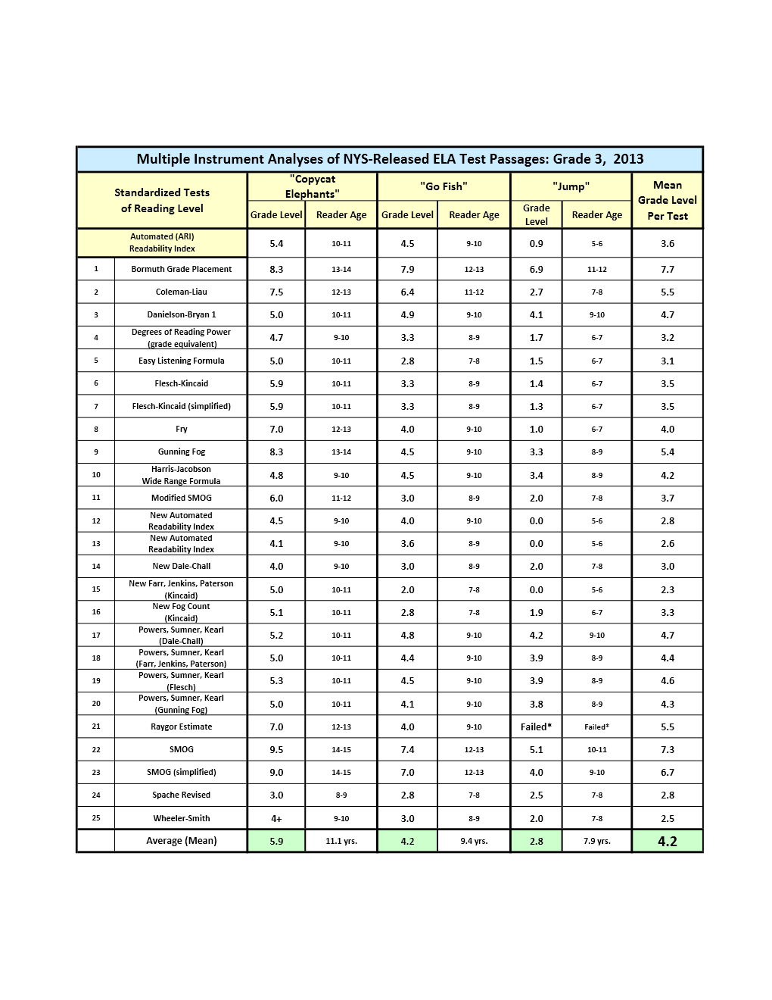 Multiple Instrument Analyses of NYS-Released ELA Test Passages: Grade 3, 2013
Standardized Tests
of Reading Level
"Copycat
Elephants"
"Go Fish"
"Jump"
Mean
Grade Level
Per Test
Grade Level Reader Age Grade Level Reader Age Grade
Level Reader Age
Automated (ARI)
Readability Index 5.4 10-11 4.5 9-10 0.9 5-6 3.6
1 Bormuth Grade Placement 8.3 13-14 7.9 12-13 6.9 11-12 7.7
2 Coleman-Liau 7.5 12-13 6.4 11-12 2.7 7-8 5.5
3 Danielson-Bryan 1 5.0 10-11 4.9 9-10 4.1 9-10 4.7
4 Degrees of Reading Power
(grade equivalent) 4.7 9-10 3.3 8-9 1.7 6-7 3.2
5 Easy Listening Formula 5.0 10-11 2.8 7-8 1.5 6-7 3.1
6 Flesch-Kincaid 5.9 10-11 3.3 8-9 1.4 6-7 3.5
7 Flesch-Kincaid (simplified) 5.9 10-11 3.3 8-9 1.3 6-7 3.5
8 Fry 7.0 12-13 4.0 9-10 1.0 6-7 4.0
9 Gunning Fog 8.3 13-14 4.5 9-10 3.3 8-9 5.4
10 Harris-Jacobson
Wide Range Formula 4.8 9-10 4.5 9-10 3.4 8-9 4.2
11 Modified SMOG 6.0 11-12 3.0 8-9 2.0 7-8 3.7
12 New Automated
Readability Index 4.5 9-10 4.0 9-10 0.0 5-6 2.8
13 New Automated
Readability Index 4.1 9-10 3.6 8-9 0.0 5-6 2.6
14 New Dale-Chall 4.0 9-10 3.0 8-9 2.0 7-8 3.0
15 New Farr, Jenkins, Paterson
(Kincaid) 5.0 10-11 2.0 7-8 0.0 5-6 2.3
16 New Fog Count
(Kincaid) 5.1 10-11 2.8 7-8 1.9 6-7 3.3
17 Powers, Sumner, Kearl
(Dale-Chall) 5.2 10-11 4.8 9-10 4.2 9-10 4.7
18 Powers, Sumner, Kearl
(Farr, Jenkins, Paterson) 5.0 10-11 4.4 9-10 3.9 8-9 4.4
19 Powers, Sumner, Kearl
(Flesch) 5.3 10-11 4.5 9-10 3.9 8-9 4.6
20 Powers, Sumner, Kearl
(Gunning Fog) 5.0 10-11 4.1 9-10 3.8 8-9 4.3
21 Raygor Estimate 7.0 12-13 4.0 9-10 Failed* Failed* 5.5
22 SMOG 9.5 14-15 7.4 12-13 5.1 10-11 7.3
23 SMOG (simplified) 9.0 14-15 7.0 12-13 4.0 9-10 6.7
24 Spache Revised 3.0 8-9 2.8 7-8 2.5 7-8 2.8
25 Wheeler-Smith 4+ 9-10 3.0 8-9 2.0 7-8 2.5
Average (Mean) 5.9 11.1 yrs. 4.2 9.4 yrs. 2.8 7.9 yrs. 4.2